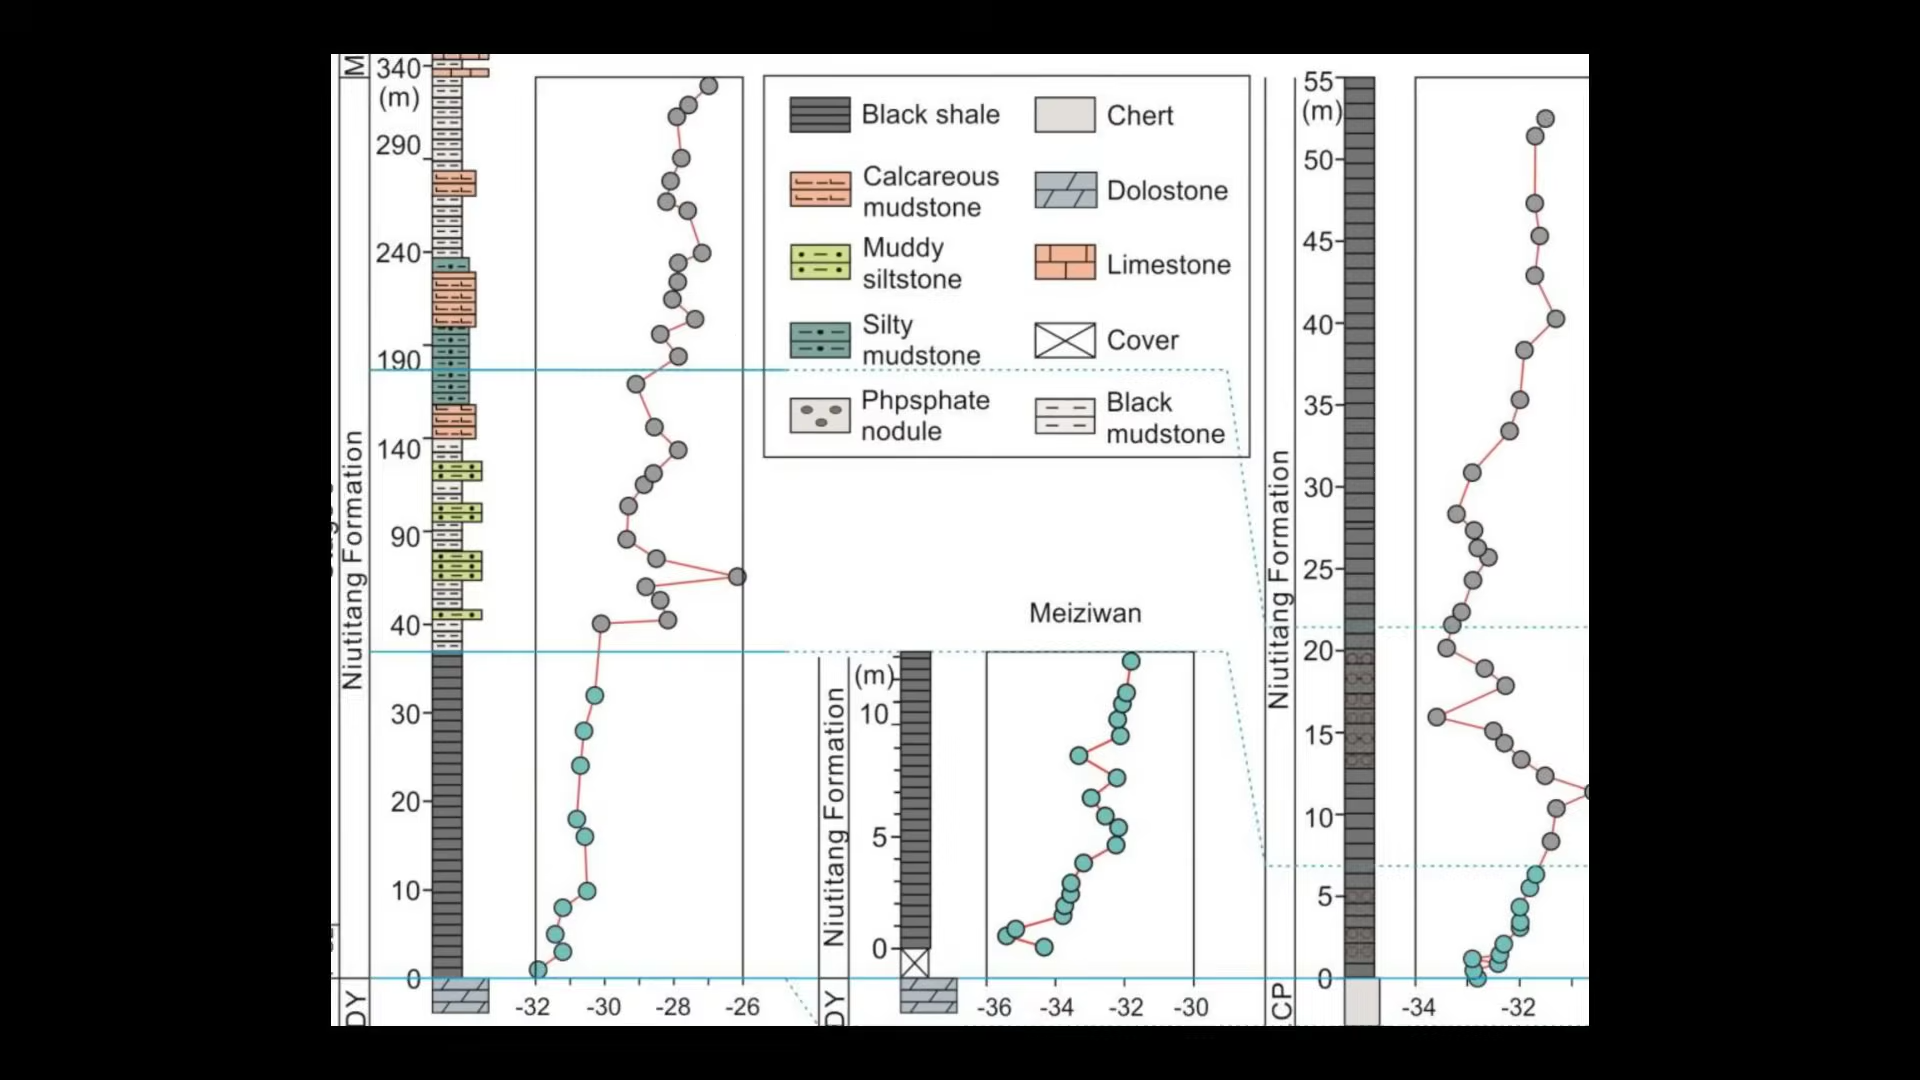 M
340
(m)
290
240
190
140
90
40
30
20
10
0
Niutitang Formation
DY
-32
-30
-28
-26
Black shale
Chert
Calcareous
mudstone
Dolostone
Muddy
siltstone
Limestone
Silty
mudstone
Cover
Phpsphate
nodule
Black
mudstone
Meiziwan
(m)
10
5
0
Niutitang Formation
DY
-36
-34
-32
-30
55
(m)
50
45
40
35
30
25
20
15
10
5
0
Niutitang Formation
CP
-34
-32